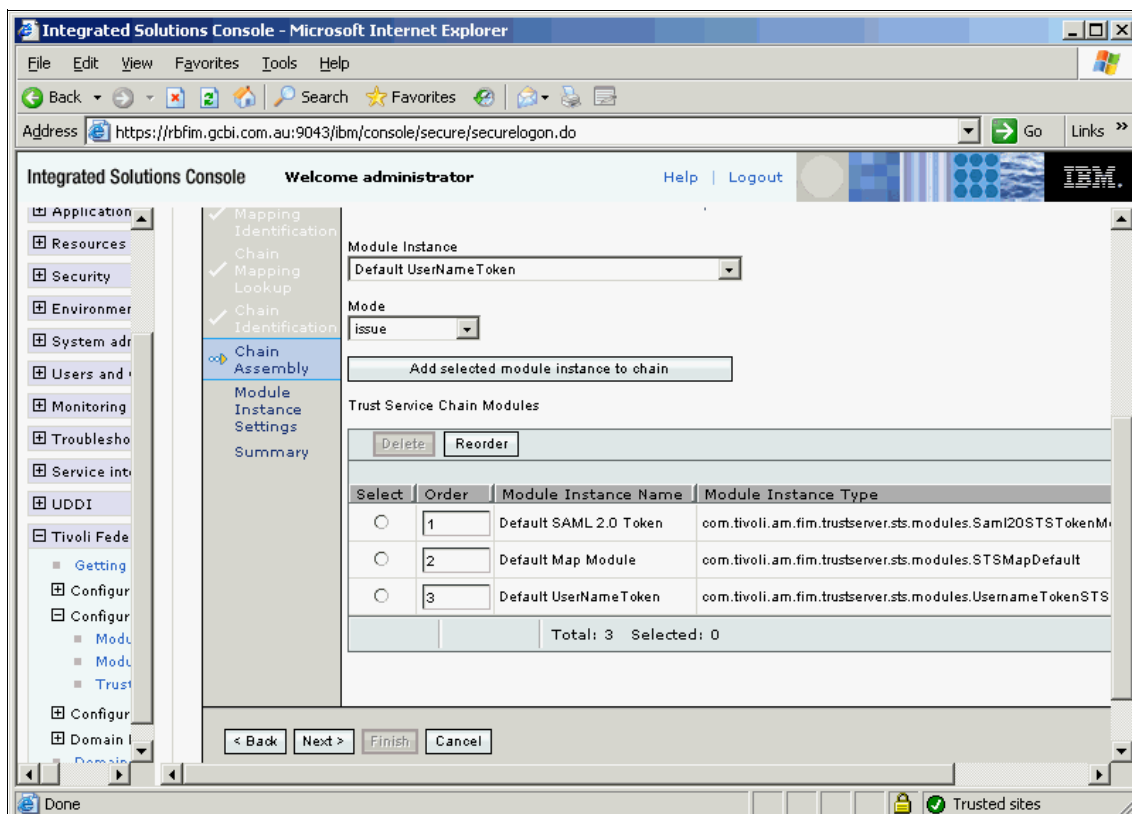 Integrated Solutions Console - Microsoft Internet Explorer
File Edit View Favorites Tools Help
Back Search Favorites
Address https://rbfim.gcbi.com.au:9043/ibm/console/secure/securelogon.do Go Links »
Integrated Solutions Console Welcome administrator Help | Logout IBM.
Application
Resources
Security
Environmer
System adr
Users and
Monitoring
Troublesho
Service inte
UDDI
Tivoli Fede
Getting
Configur
Configur
Modu
Modu
Trust
Configur
Domain
Domain
Mapping
Identification
Chain
Mapping
Lookup
Chain
Identification
Chain
Assembly
Module
Instance
Settings
Summary
Module Instance
Default UserNameToken
Mode
issue
Add selected module instance to chain
Trust Service Chain Modules
Delete Reorder
Select Order Module Instance Name Module Instance Type
1 Default SAML 2.0 Token com.tivoli.am.fim.trustserver.sts.modules.Saml20STSTokenM
2 Default Map Module com.tivoli.am.fim.trustserver.sts.modules.STSMapDefault
3 Default UserNameToken com.tivoli.am.fim.trustserver.sts.modules.UsernameTokenSTS
Total: 3 Selected: 0
< Back Next > Finish Cancel
Done Trusted sites